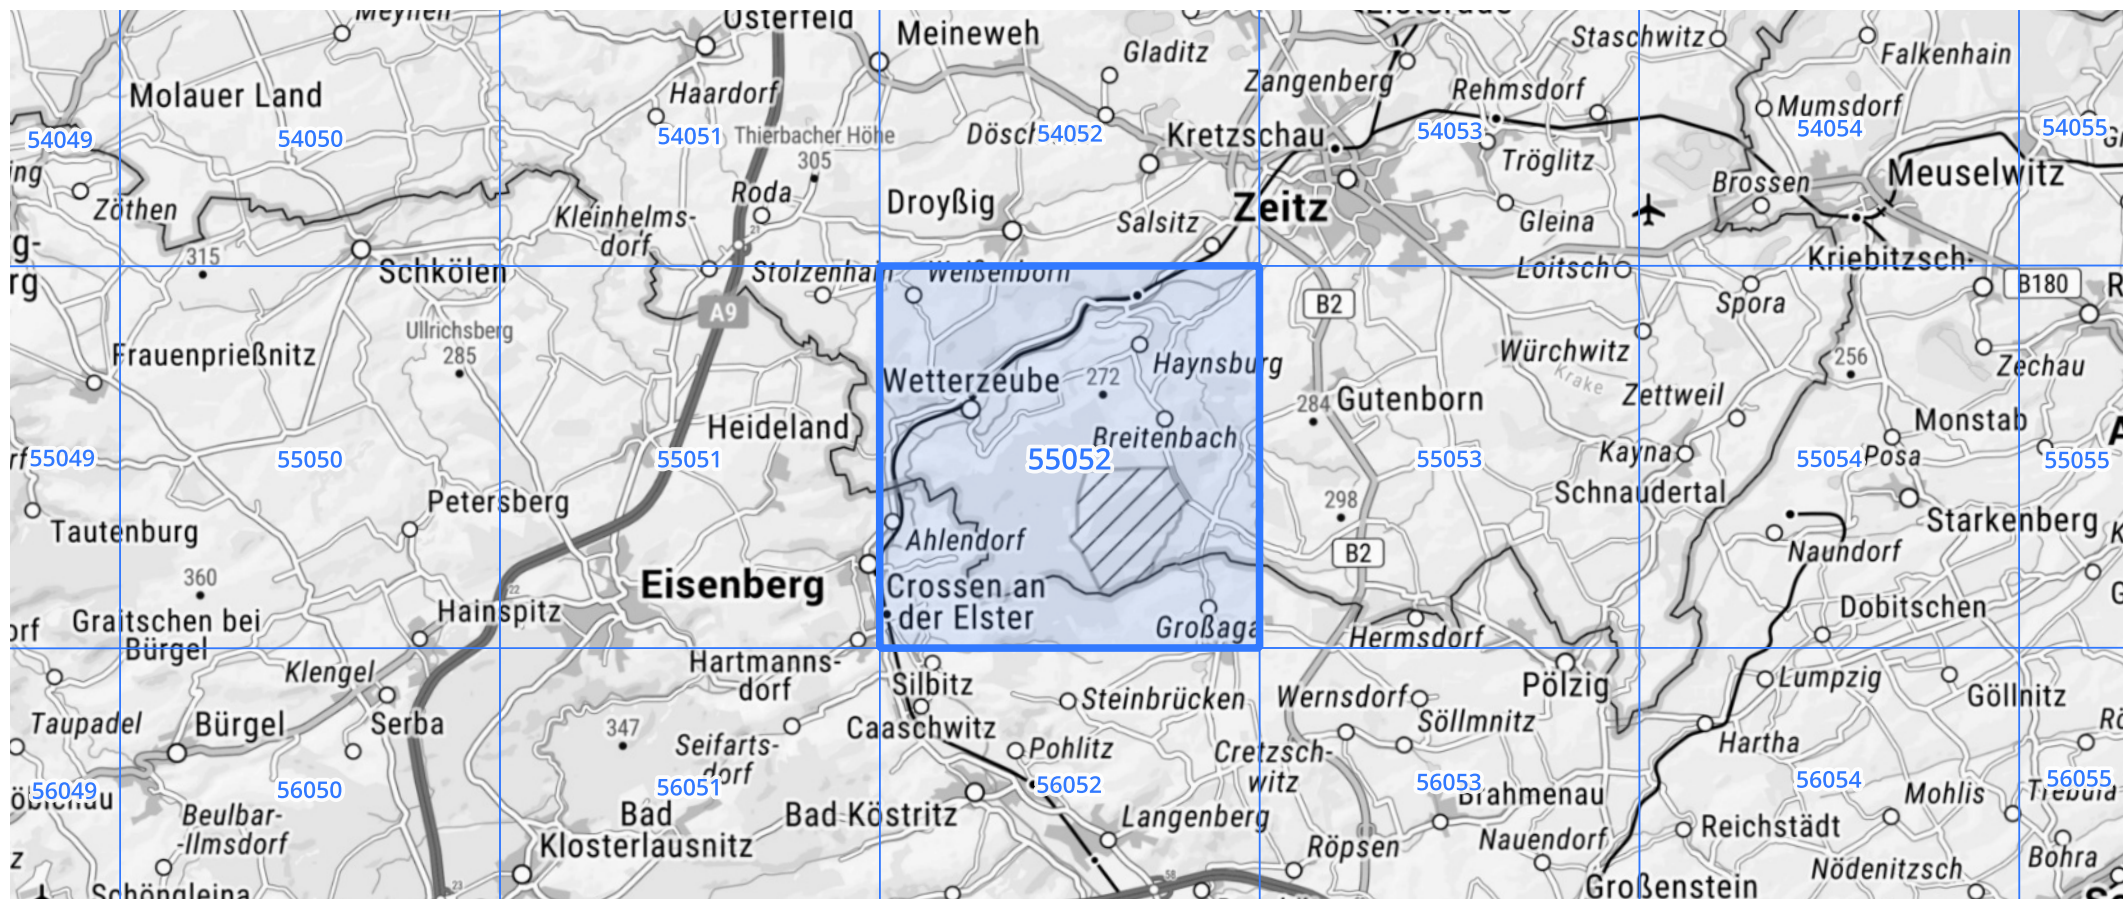 Meineweh
Gladitz
Staschwitz
Falkenhain
Molauer Land
Haardorf
Zangenberg
Rehmsdorf
Mumsdorf
54049
54050
54051
Thierbacher Höhe
305
54052
Kretzschau
54053
54054
54055
Tröglitz
Meuselwitz
Zöthen
Roda
Droyßig
Brossen
Kleinhelms-
dorf
21
Salsitz
Zeitz
Gleina
315
Schkölen
Stolzenhain
Weißenborn
Loitsch
Kriebitzsch-
B180
A9
B2
Spora
Ullrichsberg
285
Frauenprießnitz
Haynsburg
Würchwitz
256
Zechau
Wetterzeube
272
Krake
Zettweil
284
Gutenborn
Monstab
Heideland
Breitenbach
55049
55050
55051
55052
55053
Kayna
55054
Posa
55055
Petersberg
298
Schnaudertal
Tautenburg
Starkenberg
Ahlendorf
B2
Naundorf
360
22
Eisenberg
Crossen an
der Elster
Graitschen bei
Bürgel
Hainspitz
Dobitschen
Großaga
Hermsdorf
Klengel
Hartmanns-
dorf
Silbitz
Steinbrücken
Wernsdorf
Pölzig
Lumpzig
Göllnitz
Taupadel
Bürgel
Serba
347
Caaschwitz
Söllmnitz
Seifarts-
dorf
Pohlitz
Cretzsch-
witz
Hartha
56049
56050
56051
56052
56053
56054
56055
Brahmenau
Mohlis
Beulbar-
-Ilmsdorf
Bad
Klosterlausnitz
Bad Köstritz
Langenberg
Röpsen
Nauendorf
Reichstädt
Bohra
Nödenitzsch
23
58
Schöngleina
Großenstein